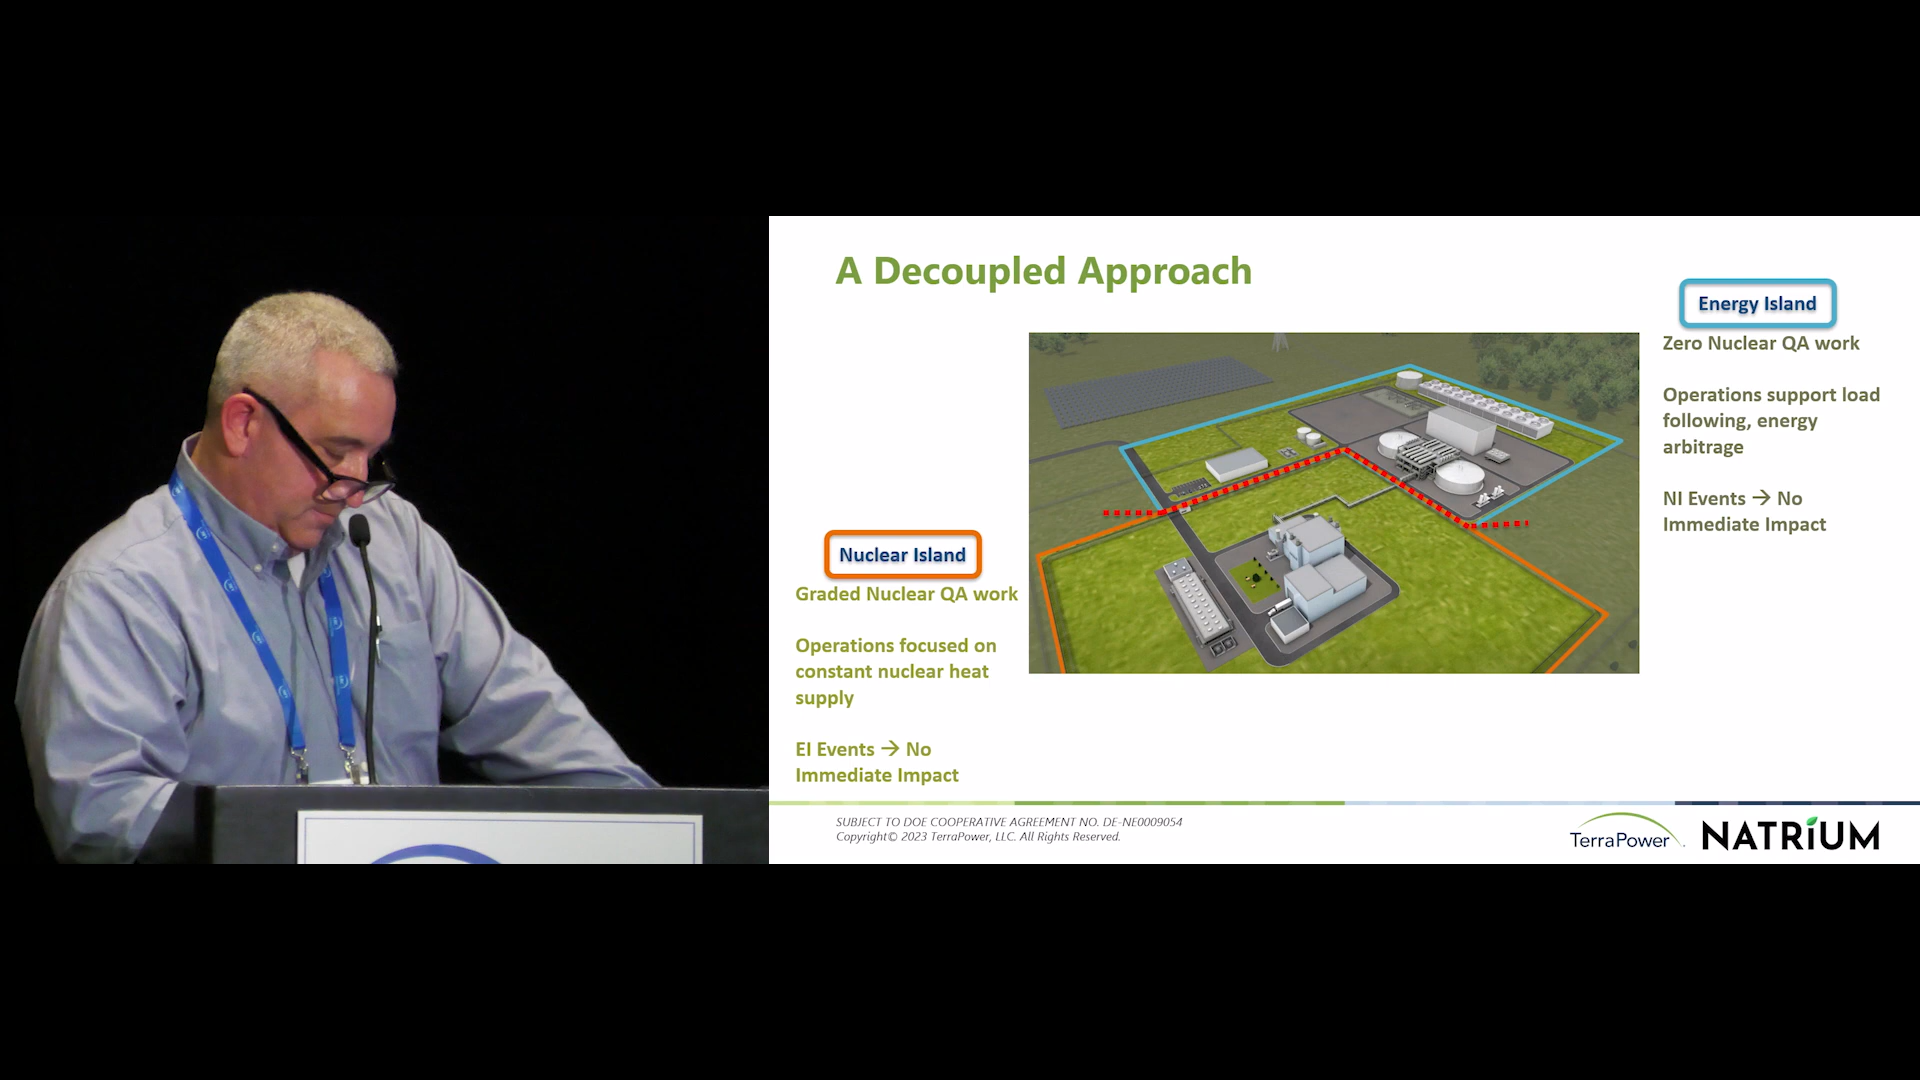 A Decoupled Approach
Energy Island
Zero Nuclear QA work
Operations support load
following, energy
arbitrage
NI Events → No
Immediate Impact
Nuclear Island
Graded Nuclear QA work
Operations focused on
constant nuclear heat
supply
EI Events → No
Immediate Impact
SUBJECT TO DOE COOPERATIVE AGREEMENT NO. DE-NE0009054
Copyright© 2023 TerraPower, LLC. All Rights Reserved.
TerraPower
NATRIUM